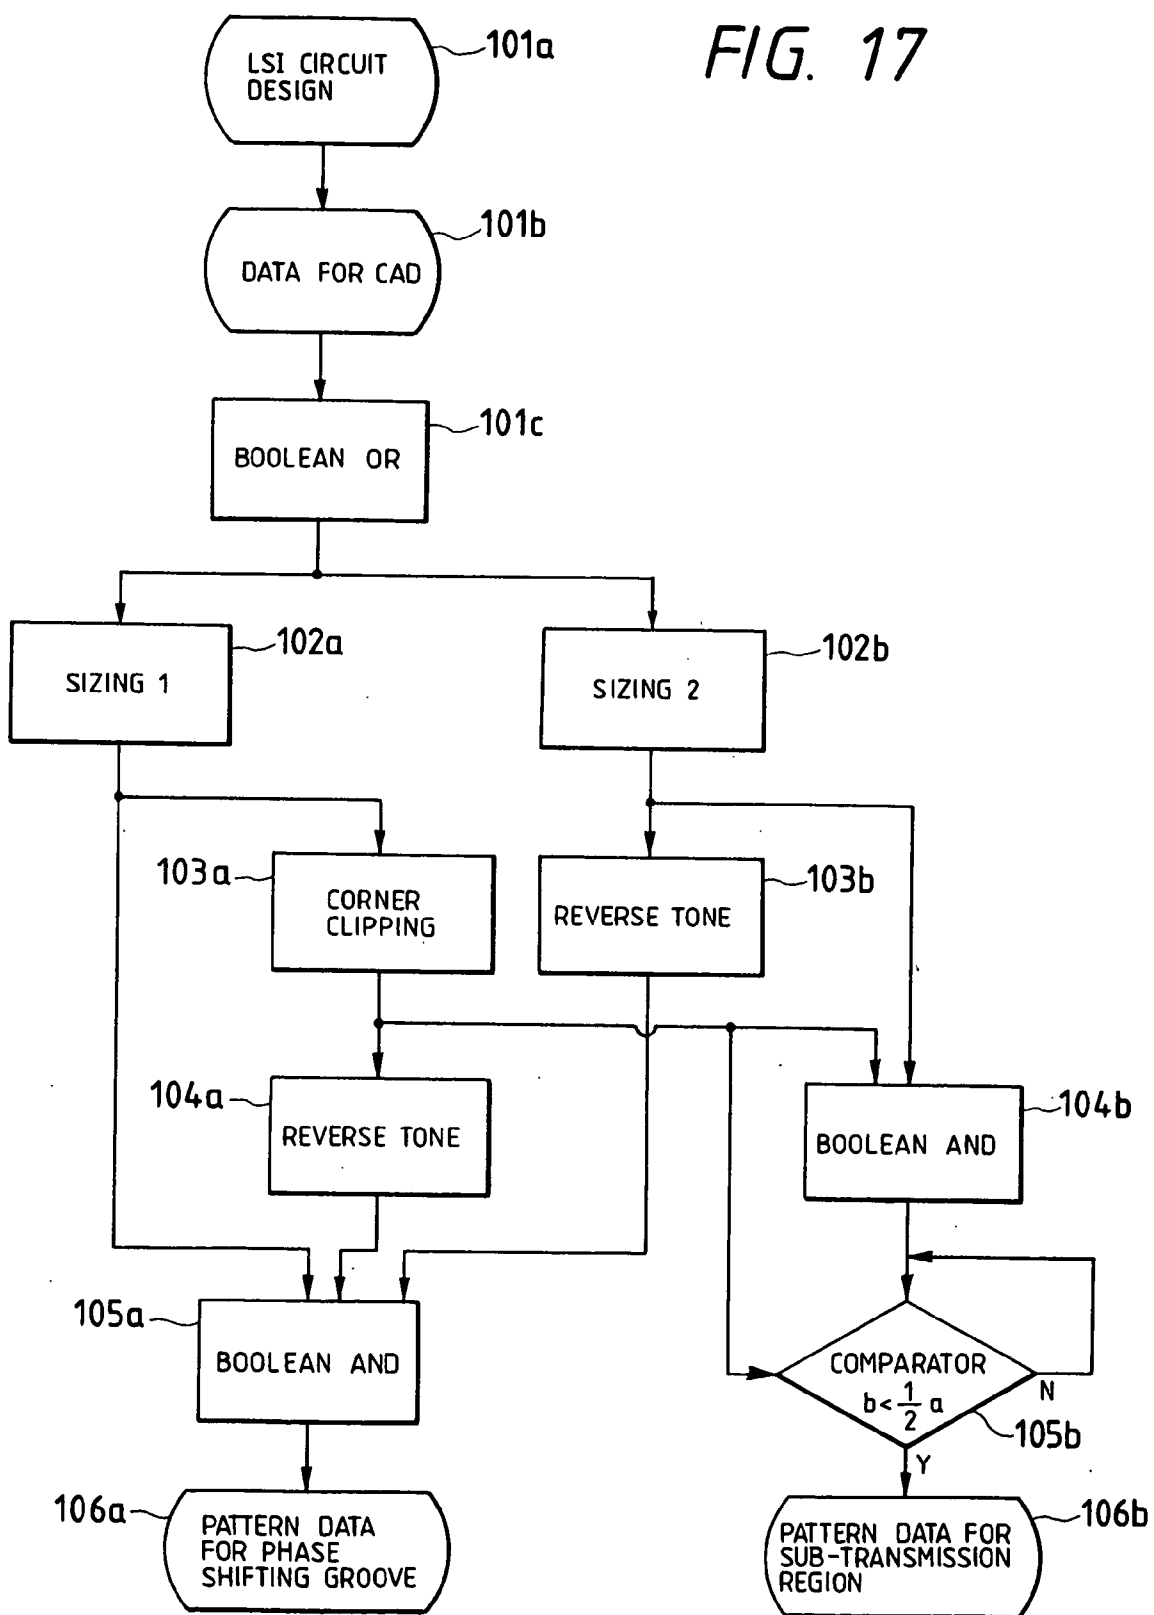 FIG. 17
LSI CIRCUIT
DESIGN
101a
DATA FOR CAD
101b
BOOLEAN OR
101c
SIZING 1
102a
SIZING 2
102b
103a
CORNER
CLIPPING
REVERSE TONE
103b
104a
REVERSE TONE
BOOLEAN AND
104b
105a
BOOLEAN AND
COMPARATOR
b < 1/2 a
N
105b
Y
106a
PATTERN DATA
FOR PHASE
SHIFTING GROOVE
PATTERN DATA FOR
SUB-TRANSMISSION
REGION
106b